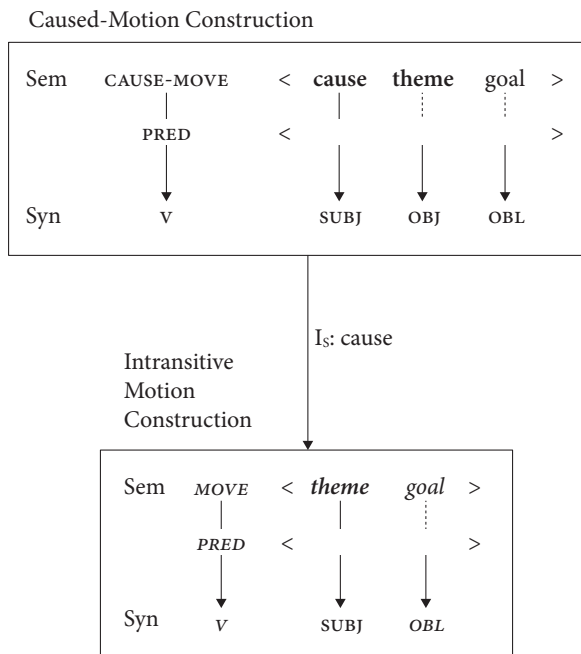 Caused-Motion Construction
Sem CAUSE-MOVE < cause theme goal >
PRED < >
Syn V SUBJ OBJ OBL
I_S: cause
Intransitive
Motion
Construction
Sem MOVE < theme goal >
PRED < >
Syn V SUBJ OBL